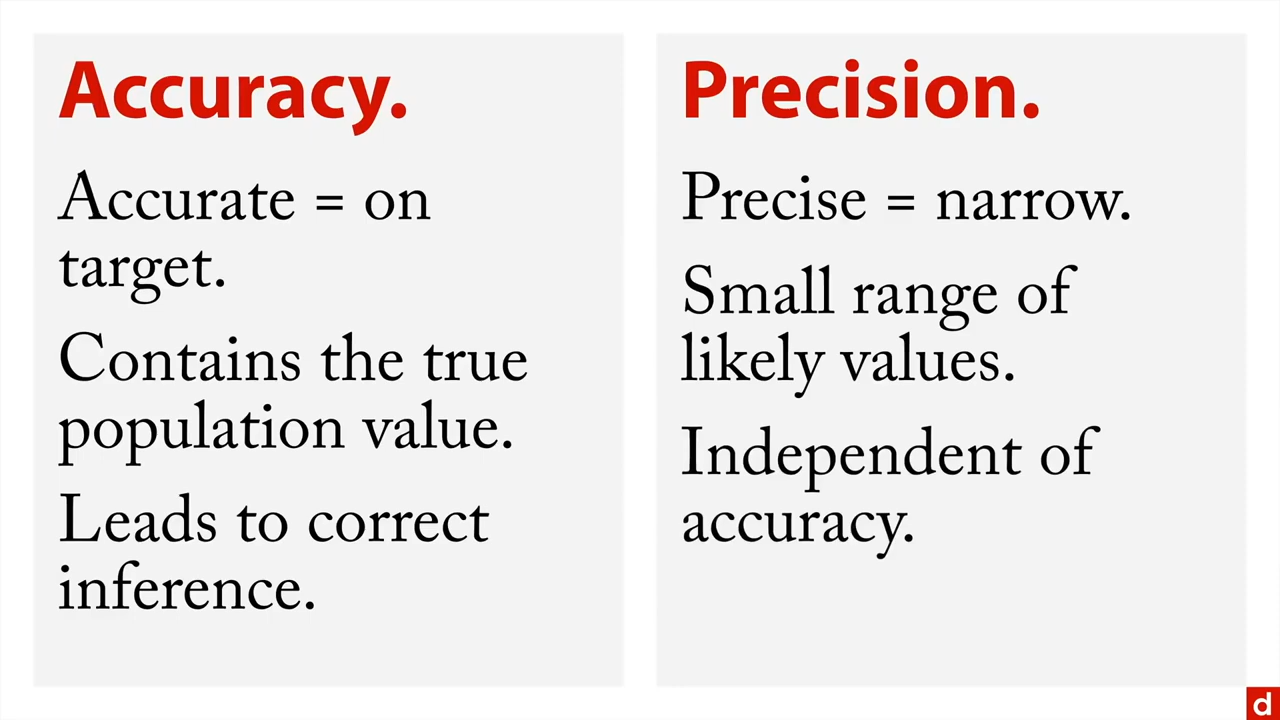 Accuracy.
Accurate = on
target.
Contains the true
population value.
Leads to correct
inference.
Precision.
Precise = narrow.
Small range of
likely values.
Independent of
accuracy.
d